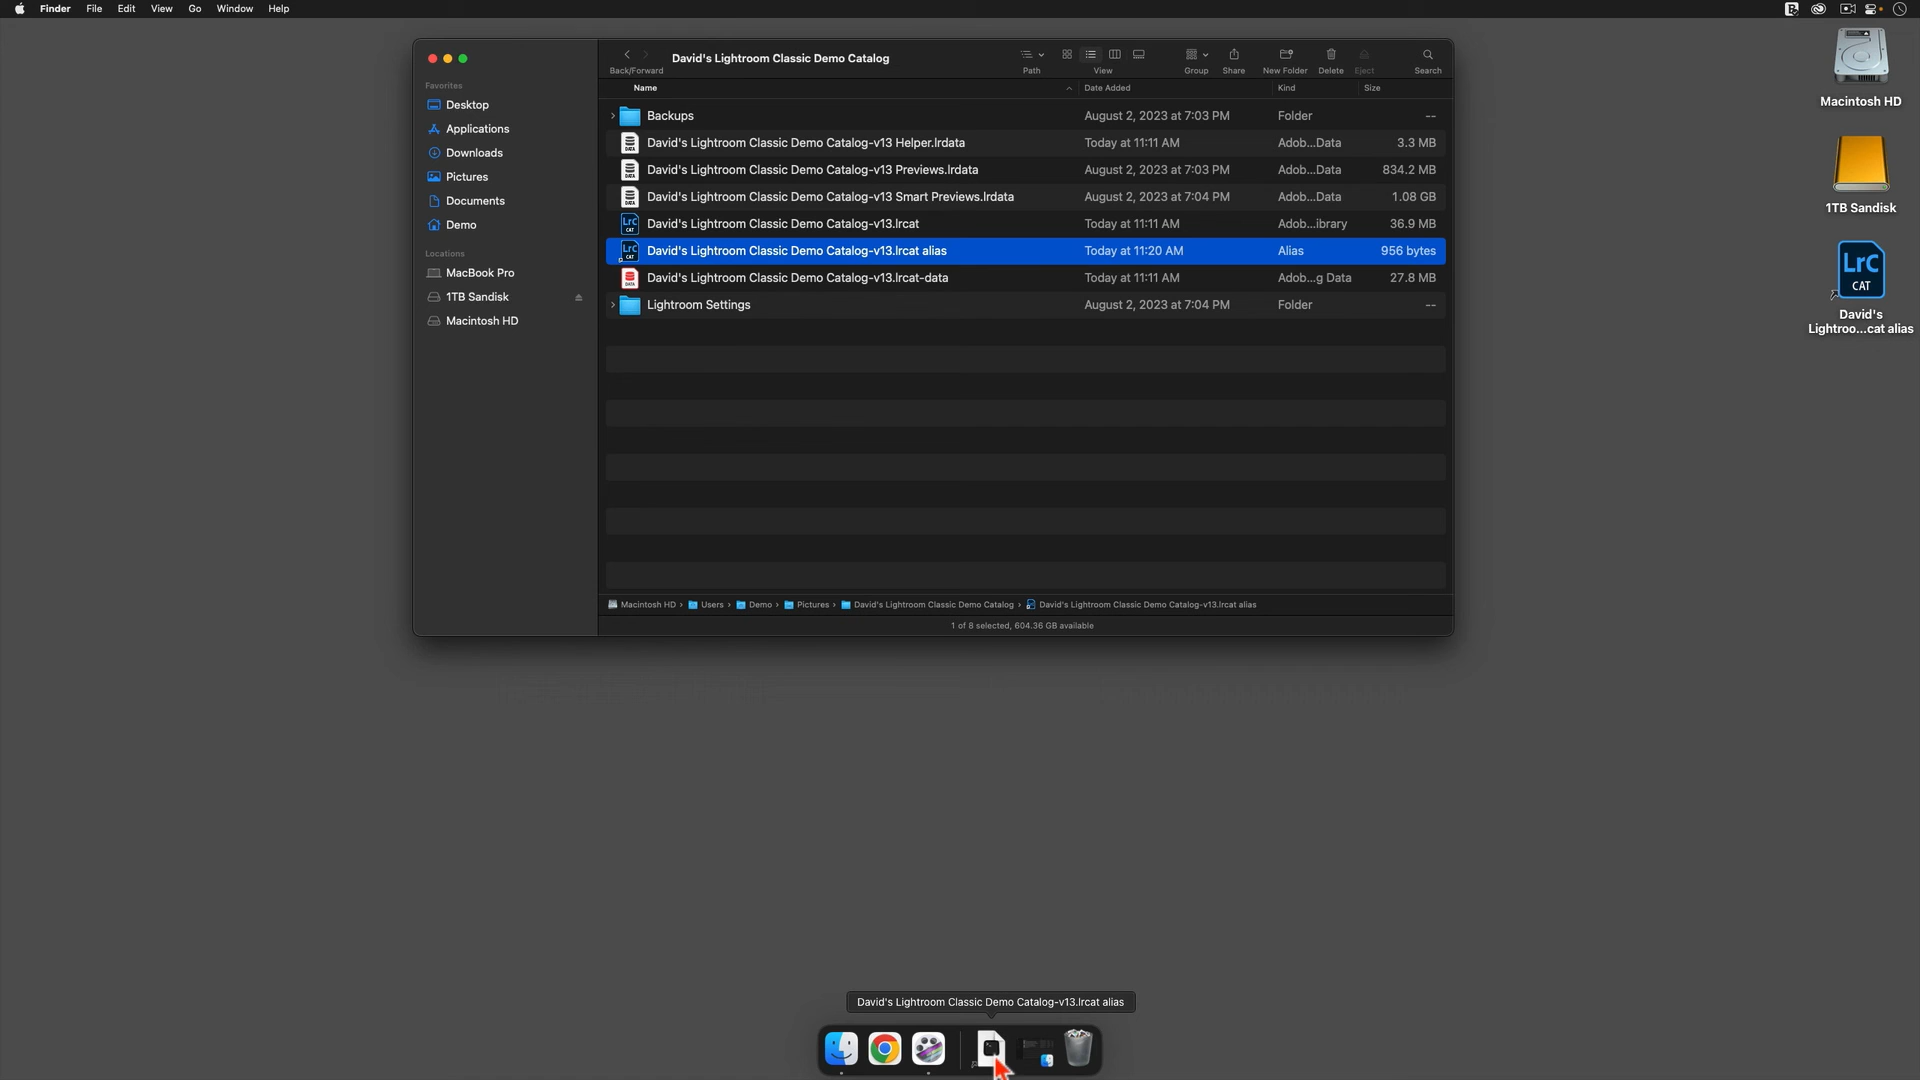 Finder File Edit View Go Window Help
David's Lightroom Classic Demo Catalog
Back/Forward Path View Group Share New Folder Delete Eject Search
Favorites
Desktop
Applications
Downloads
Pictures
Documents
Demo
Locations
MacBook Pro
1TB Sandisk
Macintosh HD
Name Date Added Kind Size
Backups August 2, 2023 at 7:03 PM Folder --
David's Lightroom Classic Demo Catalog-v13 Helper.lrdata Today at 11:11 AM Adob...Data 3.3 MB
David's Lightroom Classic Demo Catalog-v13 Previews.lrdata August 2, 2023 at 7:03 PM Adob...Data 834.2 MB
David's Lightroom Classic Demo Catalog-v13 Smart Previews.lrdata August 2, 2023 at 7:04 PM Adob...Data 1.08 GB
David's Lightroom Classic Demo Catalog-v13.lrcat Today at 11:11 AM Adob...ibrary 36.9 MB
David's Lightroom Classic Demo Catalog-v13.lrcat alias Today at 11:20 AM Alias 956 bytes
David's Lightroom Classic Demo Catalog-v13.lrcat-data Today at 11:11 AM Adob...g Data 27.8 MB
Lightroom Settings August 2, 2023 at 7:04 PM Folder --
Macintosh HD › Users › Demo › Pictures › David's Lightroom Classic Demo Catalog › David's Lightroom Classic Demo Catalog-v13.lrcat alias
1 of 8 selected, 604.36 GB available
Macintosh HD
1TB Sandisk
LrC
CAT
David's
Lightroo...cat alias
David's Lightroom Classic Demo Catalog-v13.lrcat alias